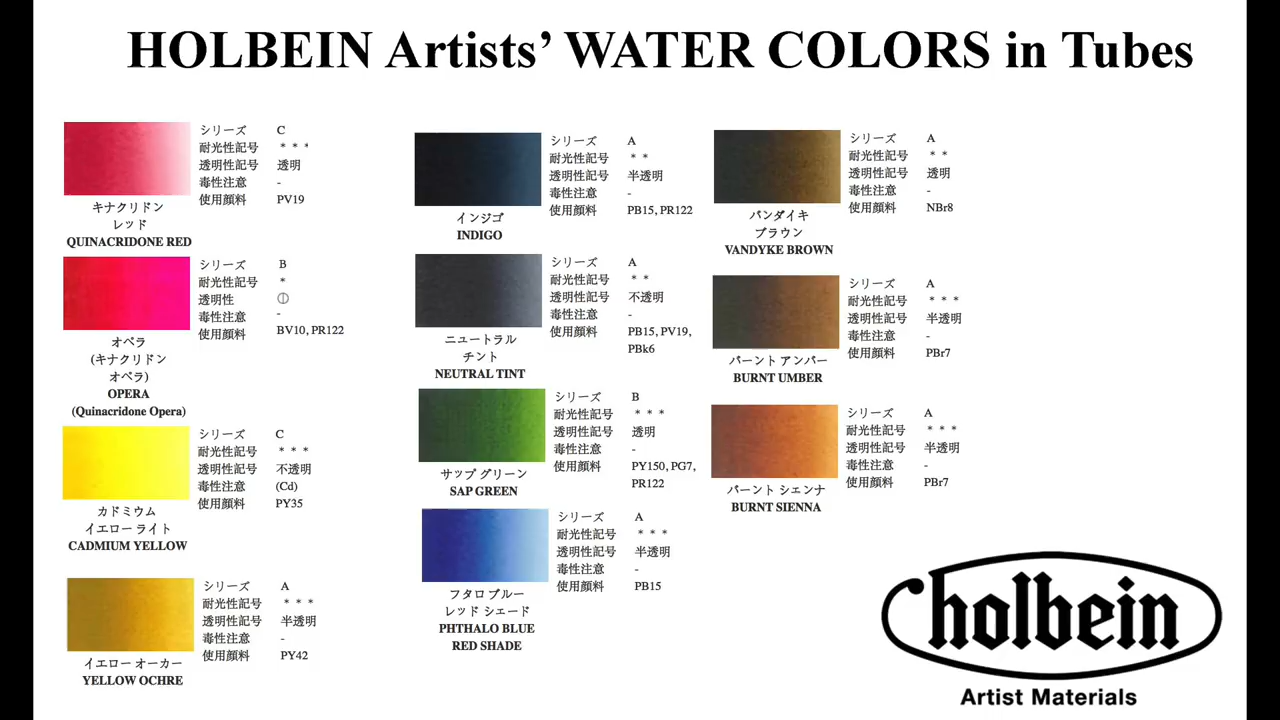 HOLBEIN Artists’ WATER COLORS in Tubes
シリーズ C
耐光性記号 ＊＊＊
透明性記号 透明
毒性注意 -
使用顔料 PV19
キナクリドン
レッド
QUINACRIDONE RED
シリーズ B
耐光性記号 ＊
透明性 ⦶
毒性注意 -
使用顔料 BV10, PR122
オペラ
(キナクリドン
オペラ)
OPERA
(Quinacridone Opera)
シリーズ C
耐光性記号 ＊＊＊
透明性記号 不透明
毒性注意 (Cd)
使用顔料 PY35
カドミウム
イエロー ライト
CADMIUM YELLOW
シリーズ A
耐光性記号 ＊＊＊
透明性記号 半透明
毒性注意 -
使用顔料 PY42
イエロー オーカー
YELLOW OCHRE
シリーズ A
耐光性記号 ＊＊
透明性記号 半透明
毒性注意 -
使用顔料 PB15, PR122
インジゴ
INDIGO
シリーズ A
耐光性記号 ＊＊
透明性記号 不透明
毒性注意 -
使用顔料 PB15, PV19,
PBk6
ニュートラル
チント
NEUTRAL TINT
シリーズ B
耐光性記号 ＊＊＊
透明性記号 透明
毒性注意 -
使用顔料 PY150, PG7,
PR122
サップ グリーン
SAP GREEN
シリーズ A
耐光性記号 ＊＊＊
透明性記号 半透明
毒性注意 -
使用顔料 PB15
フタロ ブルー
レッド シェード
PHTHALO BLUE
RED SHADE
シリーズ A
耐光性記号 ＊＊
透明性記号 透明
毒性注意 -
使用顔料 NBr8
バンダイキ
ブラウン
VANDYKE BROWN
シリーズ A
耐光性記号 ＊＊＊
透明性記号 半透明
毒性注意 -
使用顔料 PBr7
バーント アンバー
BURNT UMBER
シリーズ A
耐光性記号 ＊＊＊
透明性記号 半透明
毒性注意 -
使用顔料 PBr7
バーント シェンナ
BURNT SIENNA
holbein
Artist Materials